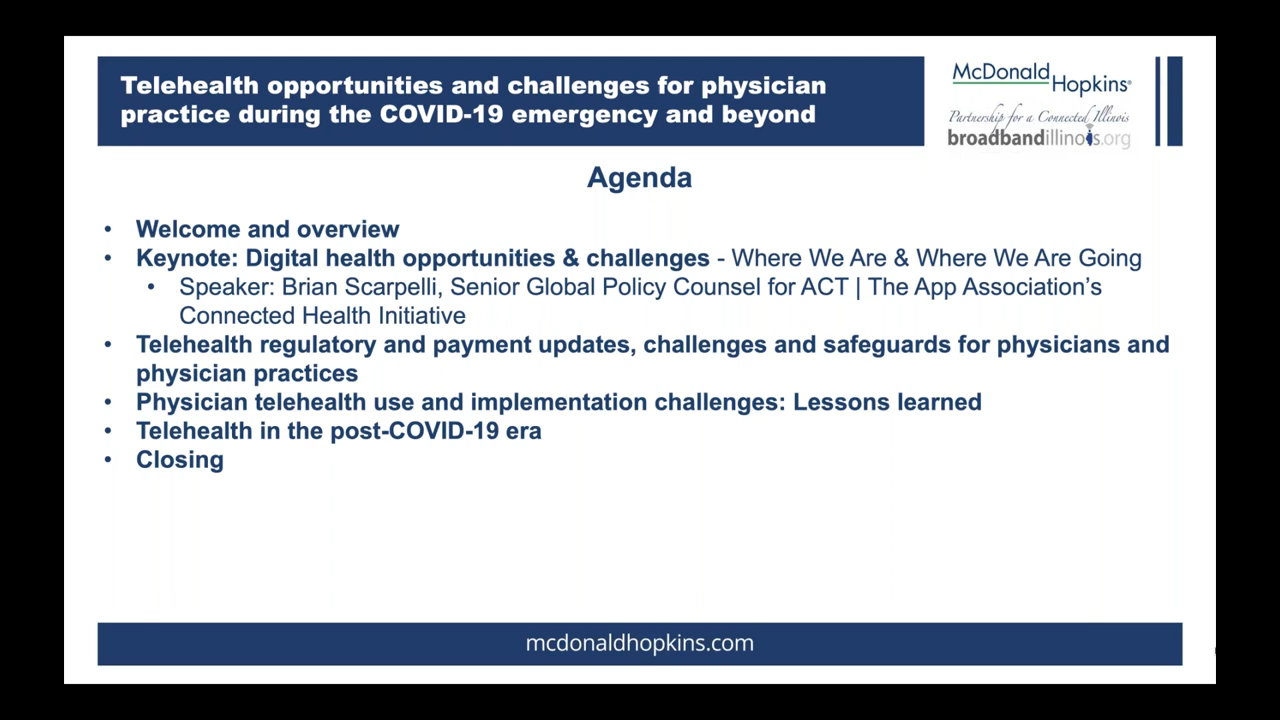 Telehealth opportunities and challenges for physician
practice during the COVID-19 emergency and beyond
McDonald
Hopkins®
Partnership for a Connected Illinois
broadbandillinois.org
Agenda
• Welcome and overview
• Keynote: Digital health opportunities & challenges - Where We Are & Where We Are Going
• Speaker: Brian Scarpelli, Senior Global Policy Counsel for ACT | The App Association’s
Connected Health Initiative
• Telehealth regulatory and payment updates, challenges and safeguards for physicians and
physician practices
• Physician telehealth use and implementation challenges: Lessons learned
• Telehealth in the post-COVID-19 era
• Closing
mcdonaldhopkins.com